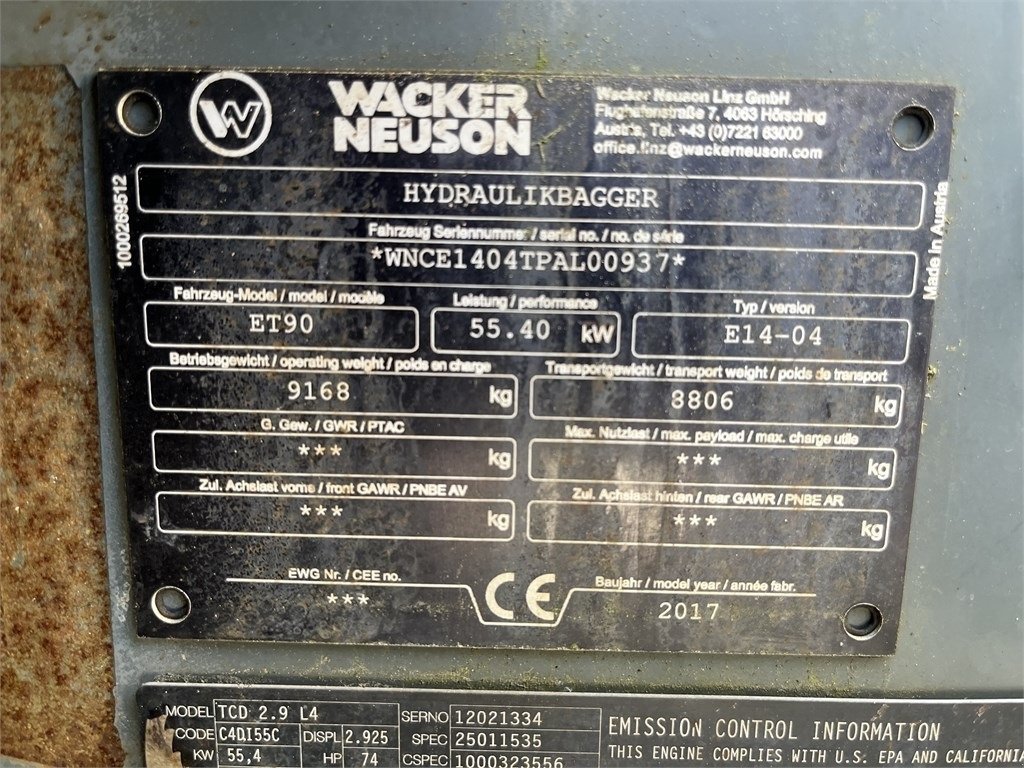 W
WACKER NEUSON
Wacker Neuson Linz GmbH
Flughafenstraße 7, 4063 Hörsching
Austria, Tel. +43 (0)7221 63000
office.linz@wackerneuson.com
1000269512
Made in Austria
HYDRAULIKBAGGER
Fahrzeug Seriennummer / serial no. / no. de série
*WNCE1404TPAL00937*
Fahrzeug-Model / model / modèle Leistung / performance Typ / version
ET90 55.40 kW E14-04
Betriebsgewicht / operating weight / poids en charge Transportgewicht / transport weight / poids de transport
9168 kg 8806 kg
G. Gew. / GWR / PTAC Max. Nutzlast / max. payload / max. charge utile
*** kg *** kg
Zul. Achslast vorne / front GAWR / PNBE AV Zul. Achslast hinten / rear GAWR / PNBE AR
*** kg *** kg
EWG Nr. / CEE no. CE Baujahr / model year / année fabr.
*** 2017
MODEL TCD 2.9 L4 SERNO 12021334 EMISSION CONTROL INFORMATION
CODE C4DI55C DISPL 2.925 SPEC 25011535 THIS ENGINE COMPLIES WITH U.S. EPA AND CALIFORNIA
KW 55,4 HP 74 CSPEC 1000323556